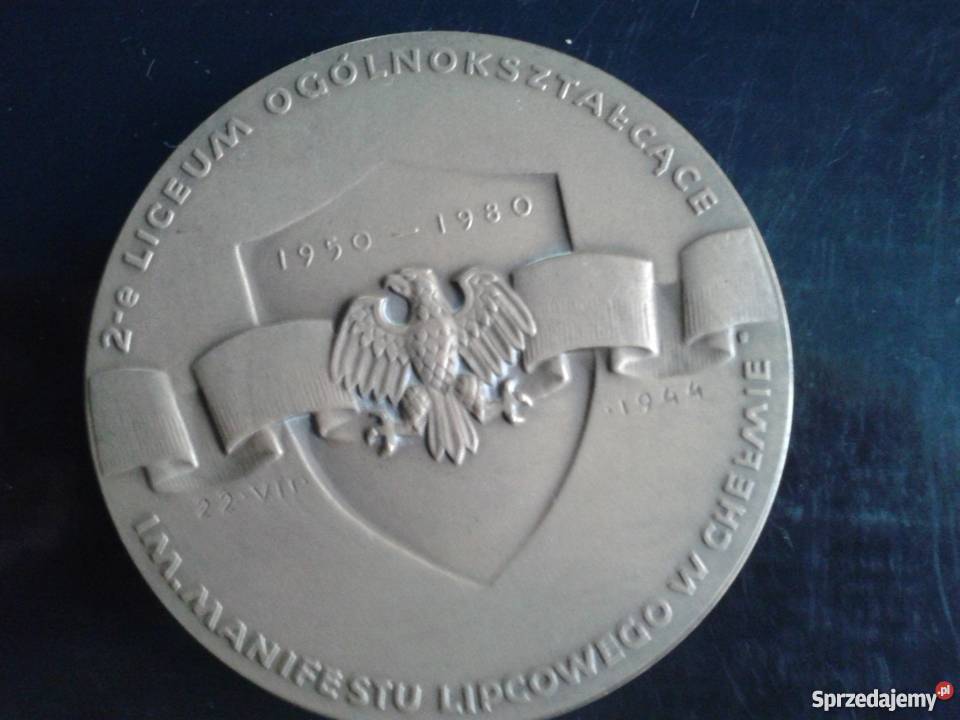 2-e LICEUM OGÓLNOKSZTAŁCĄCE
1950 — 1980
22·VII·
·1944
IM. MANIFESTU LIPCOWEGO W CHEŁMIE·
Sprzedajemy.pl